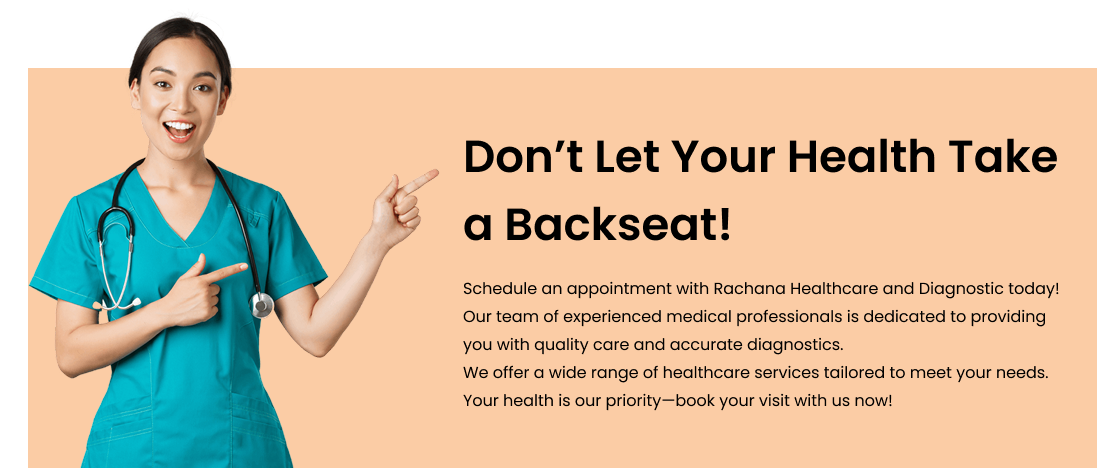 Don’t Let Your Health Take
a Backseat!
Schedule an appointment with Rachana Healthcare and Diagnostic today!
Our team of experienced medical professionals is dedicated to providing
you with quality care and accurate diagnostics.
We offer a wide range of healthcare services tailored to meet your needs.
Your health is our priority—book your visit with us now!